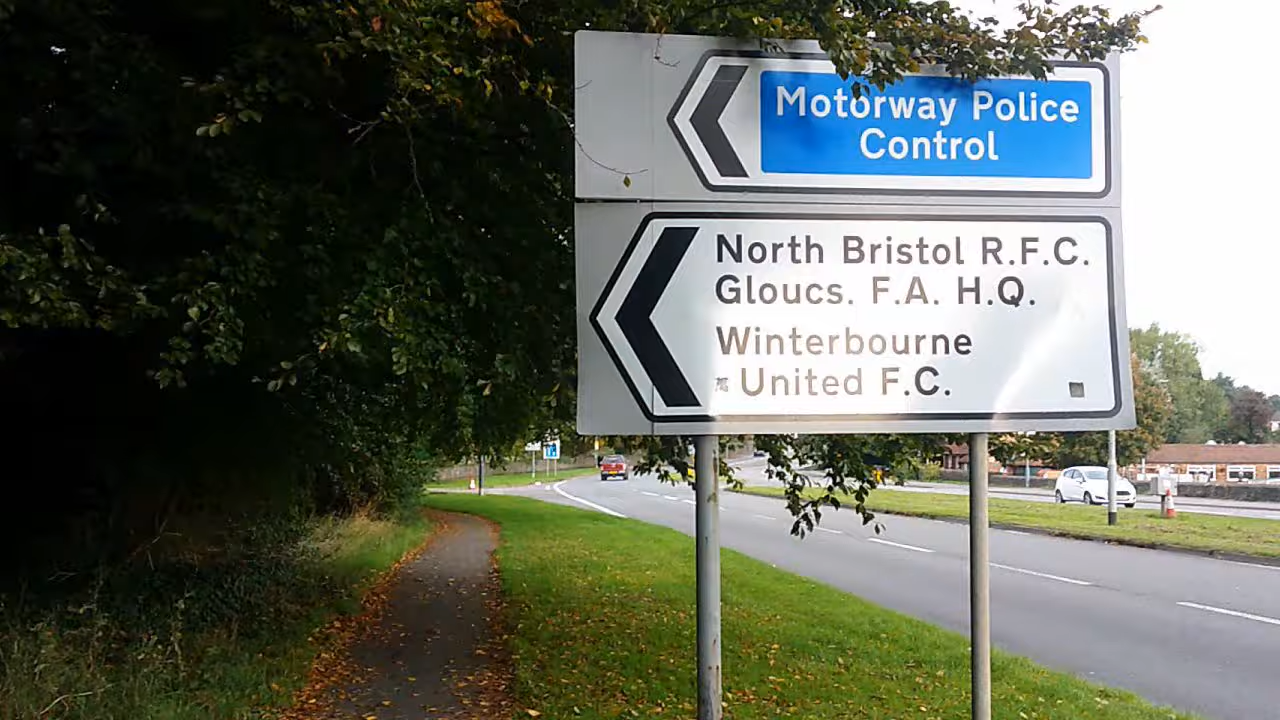 Motorway Police
Control
North Bristol R.F.C.
Gloucs. F.A. H.Q.
Winterbourne
United F.C.